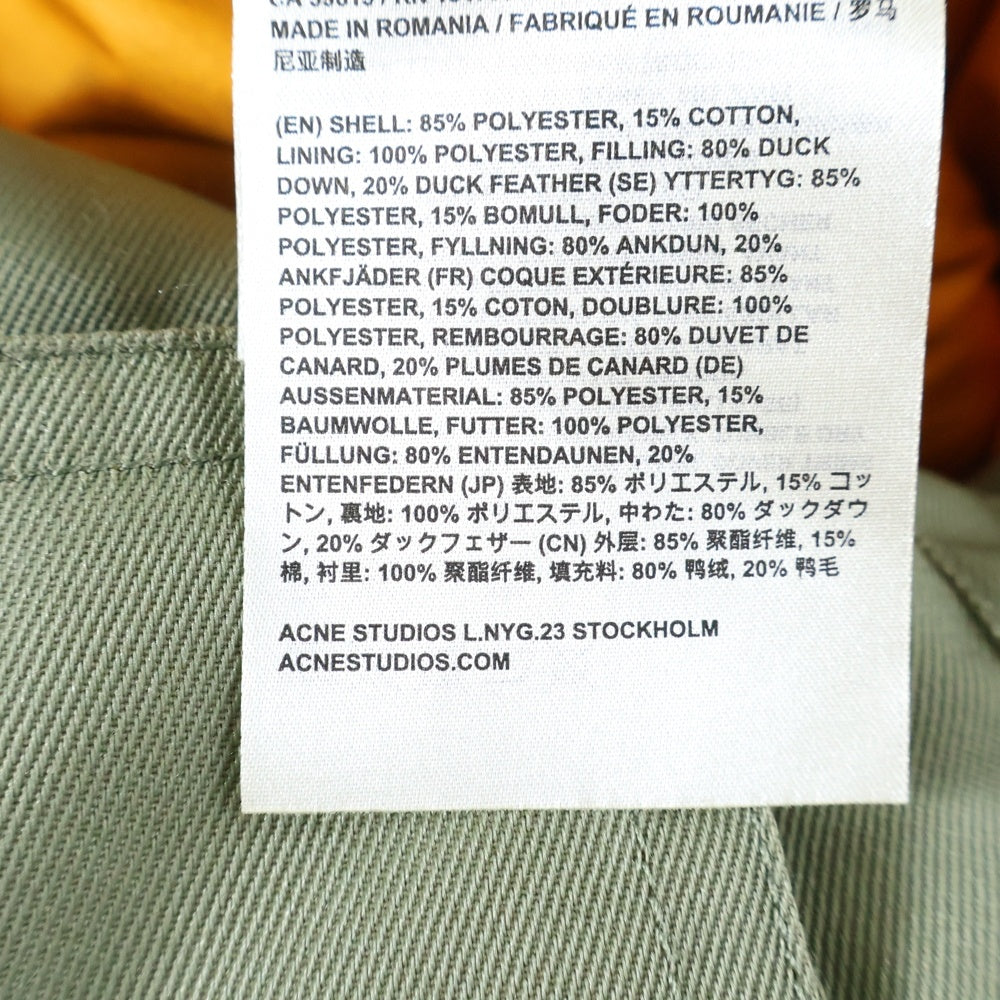 MADE IN ROMANIA / FABRIQUÉ EN ROUMANIE / 罗马
尼亚制造
(EN) SHELL: 85% POLYESTER, 15% COTTON,
LINING: 100% POLYESTER, FILLING: 80% DUCK
DOWN, 20% DUCK FEATHER (SE) YTTERTYG: 85%
POLYESTER, 15% BOMULL, FODER: 100%
POLYESTER, FYLLNING: 80% ANKDUN, 20%
ANKFJÄDER (FR) COQUE EXTÉRIEURE: 85%
POLYESTER, 15% COTON, DOUBLURE: 100%
POLYESTER, REMBOURRAGE: 80% DUVET DE
CANARD, 20% PLUMES DE CANARD (DE)
AUSSENMATERIAL: 85% POLYESTER, 15%
BAUMWOLLE, FUTTER: 100% POLYESTER,
FÜLLUNG: 80% ENTENDAUNEN, 20%
ENTENFEDERN (JP) 表地: 85% ポリエステル, 15% コッ
トン, 裏地: 100% ポリエステル, 中わた: 80% ダックダウ
ン, 20% ダックフェザー (CN) 外层: 85% 聚酯纤维, 15%
棉, 衬里: 100% 聚酯纤维, 填充料: 80% 鸭绒, 20% 鸭毛
ACNE STUDIOS L.NYG.23 STOCKHOLM
ACNESTUDIOS.COM